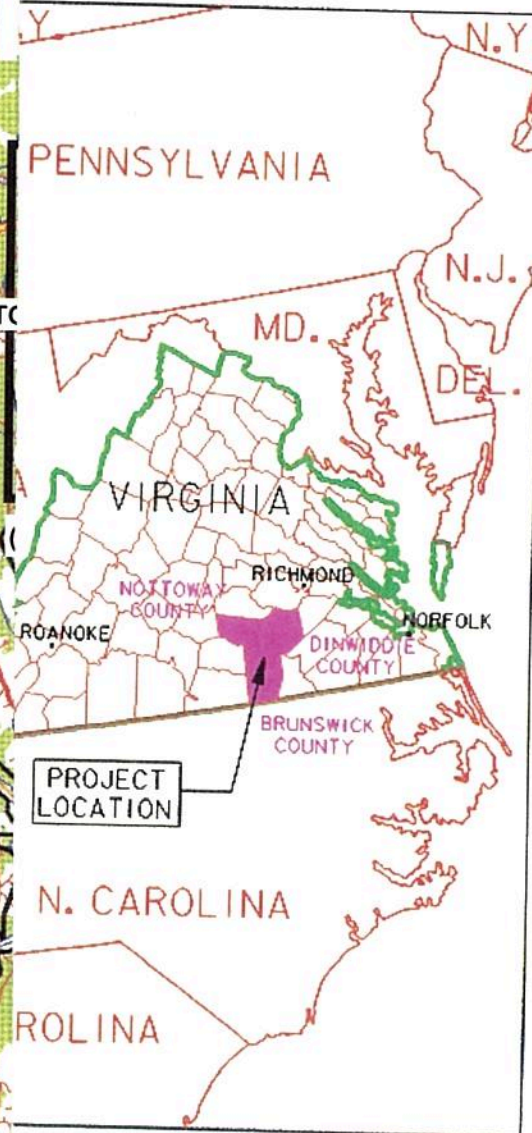 .Y
N.Y
PENNSYLVANIA
N.J.
MD.
DEL.
VIRGINIA
RICHMOND
NOTTOWAY
COUNTY
ROANOKE
NORFOLK
DINWIDDIE
COUNTY
BRUNSWICK
COUNTY
PROJECT
LOCATION
N. CAROLINA
ROLINA